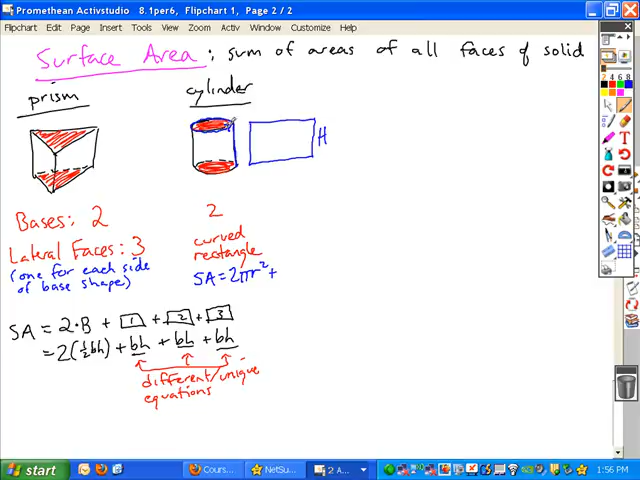 Promethean Activstudio 8.1per6, Flipchart 1, Page 2 / 2
Flipchart Edit Page Insert Tools View Activ Window Customize Help
Surface Area ; sum of areas of all faces of solid
prism cylinder
H
Bases: 2 2
Lateral Faces: 3 curved rectangle
(one for each side of base shape) SA = 2πr² +
SA = 2·B + 1 + 2 + 3
= 2(½bh) + bh + bh + bh
different/unique
equations
start Cours... NetSu... 2 A... 1:56 PM